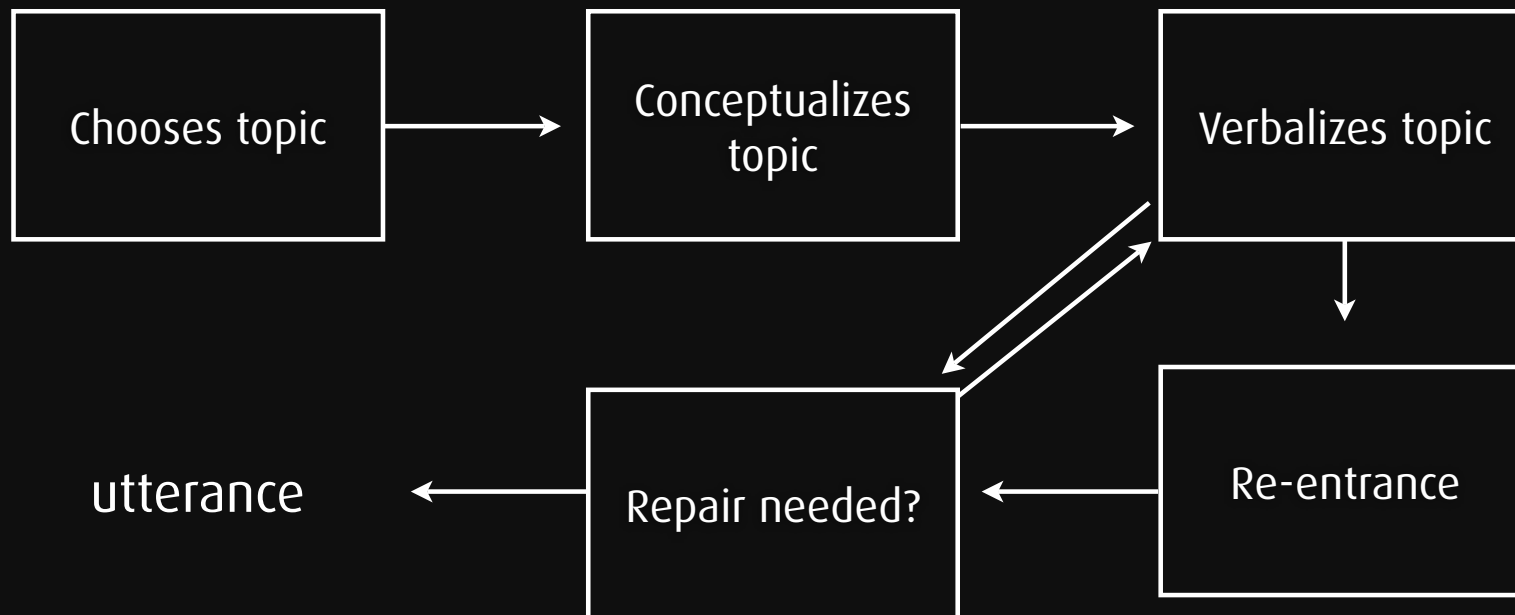 Chooses topic
Conceptualizes
topic
Verbalizes topic
utterance
Repair needed?
Re-entrance